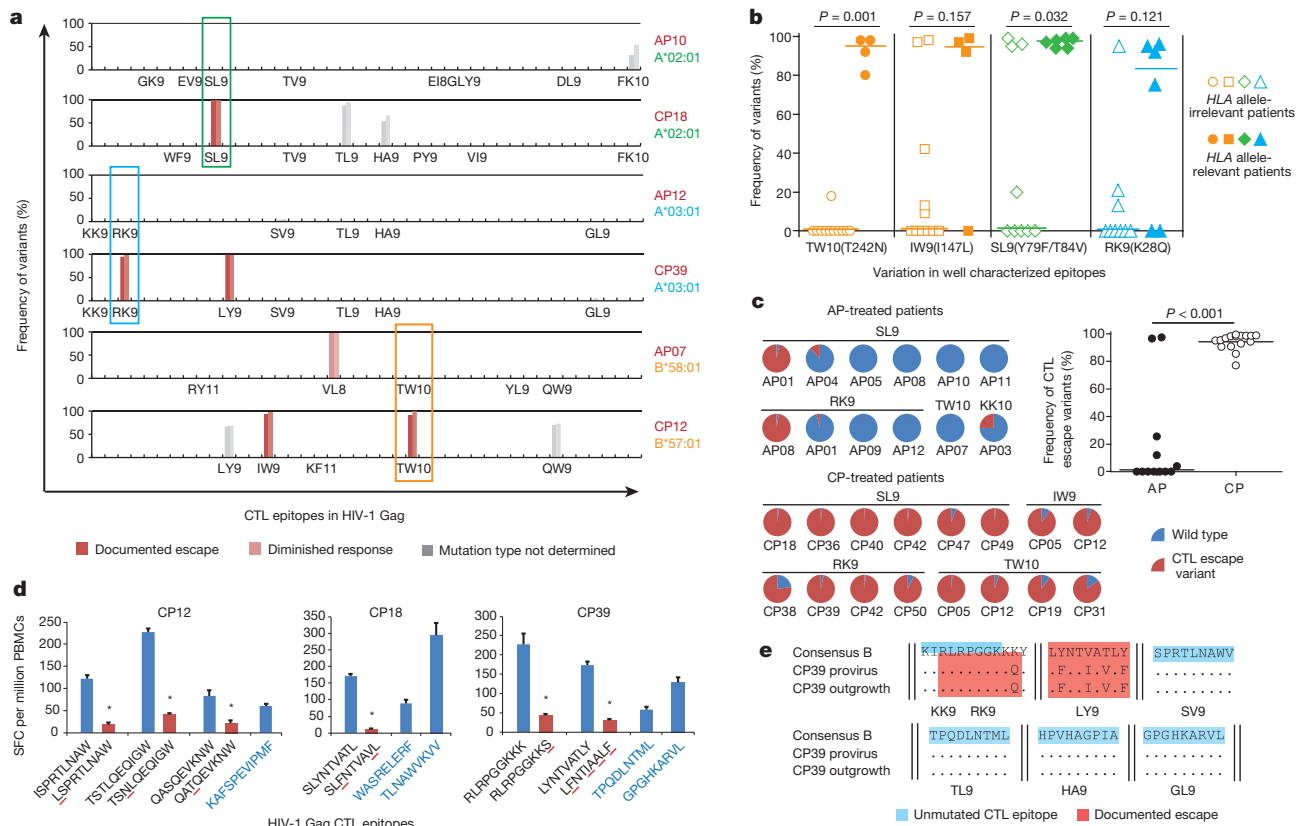 a
Frequency of variants (%)
100
50
0
GK9 EV9 SL9 TV9 EI8GLY9 DL9 FK10
AP10
A*02:01
100
50
0
WF9 SL9 TV9 TL9 HA9 PY9 VI9 FK10
CP18
A*02:01
100
50
0
KK9 RK9 SV9 TL9 HA9 GL9
AP12
A*03:01
100
50
0
KK9 RK9 LY9 SV9 TL9 HA9 GL9
CP39
A*03:01
100
50
0
RY11 VL8 TW10 YL9 QW9
AP07
B*58:01
100
50
0
LY9 IW9 KF11 TW10 QW9
CP12
B*57:01
CTL epitopes in HIV-1 Gag
Documented escape Diminished response Mutation type not determined
b
P = 0.001 P = 0.157 P = 0.032 P = 0.121
Frequency of variants (%)
100
80
60
40
20
0
TW10(T242N) IW9(I147L) SL9(Y79F/T84V) RK9(K28Q)
Variation in well characterized epitopes
HLA allele-
irrelevant patients
HLA allele-
relevant patients
c
AP-treated patients
SL9
AP01 AP04 AP05 AP08 AP10 AP11
RK9 TW10 KK10
AP08 AP01 AP09 AP12 AP07 AP03
CP-treated patients
SL9 IW9
CP18 CP36 CP40 CP42 CP47 CP49 CP05 CP12
RK9 TW10
CP38 CP39 CP42 CP50 CP05 CP12 CP19 CP31
P < 0.001
Frequency of CTL
escape variants (%)
100
80
60
40
20
0
AP CP
Wild type
CTL escape
variant
d
SFC per million PBMCs
CP12
250
200
150
100
50
0
* * *
ISPRTLNAW
LSPRTLNAW
TSTLQEQIGW
TSNLQEQIGW
QASQEVKNW
QATQEVKNW
KAFSPEVIPMF
CP18
350
300
250
200
150
100
50
0
*
SLYNTVATL
SLFNTVAVL
WASRELERF
TLNAWVKVV
CP39
300
250
200
150
100
50
0
* *
RLRPGGKKK
RLRPGGKKS
LYNTVATLY
LFNTIAALF
TPQDLNTML
GPGHKARVL
HIV-1 Gag CTL epitopes
e
Consensus B KIRLRPGGKKKY LYNTVATLY SPRTLNAWV
CP39 provirus ..........Q. .F..I.V.F .........
CP39 outgrowth ..........Q. .F..I.V.F .........
KK9 RK9 LY9 SV9
Consensus B TPQDLNTML HPVHAGPIA GPGHKARVL
CP39 provirus ......... ......... .........
CP39 outgrowth ......... ......... .........
TL9 HA9 GL9
Unmutated CTL epitope Documented escape